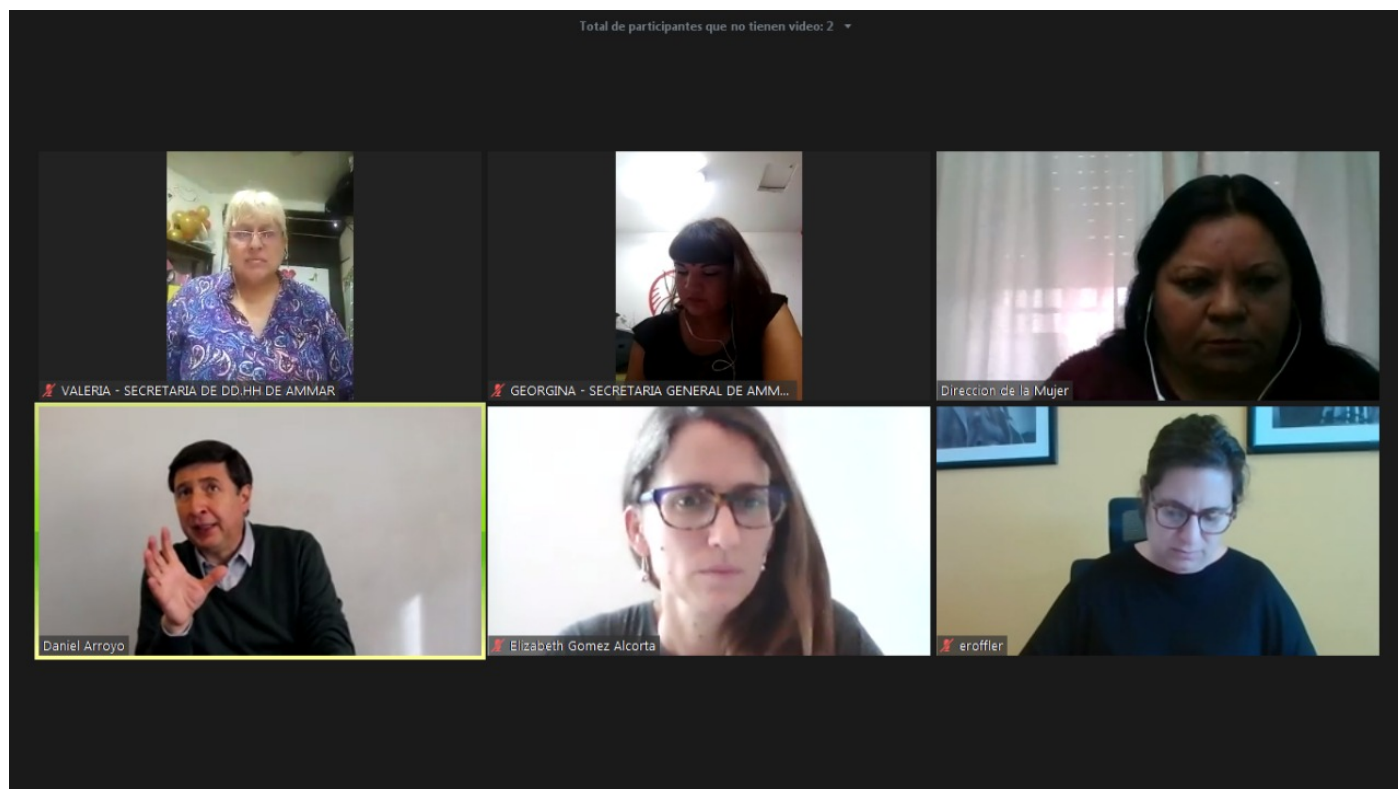 Total de participantes que no tienen video: 2
VALERIA - SECRETARIA DE DD.HH DE AMMAR
GEORGINA - SECRETARIA GENERAL DE AMM...
Direccion de la Mujer
Daniel Arroyo
Elizabeth Gomez Alcorta
eroffler